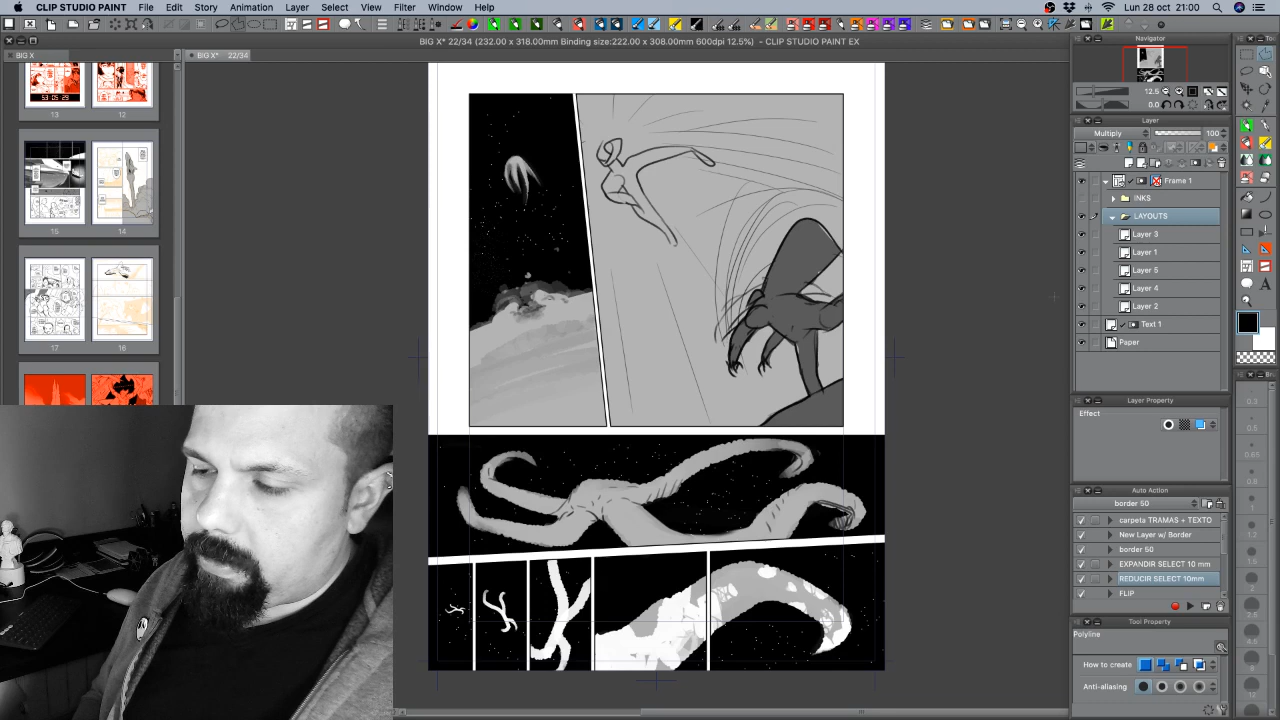 CLIP STUDIO PAINT File Edit Story Animation Layer Select View Filter Window Help
Lun 28 oct 21:00
BIG X* 22/34 (232.00 x 318.00mm Binding size:222.00 x 308.00mm 600dpi 12.5%) - CLIP STUDIO PAINT EX
BIG X
BIG X* 22/34
13 12
15 14
17 16
Navigator
12.5
0.0
Layer
Multiply 100
Frame 1
INKS
LAYOUTS
Layer 3
Layer 1
Layer 5
Layer 4
Layer 2
Text 1
Paper
Layer Property
Effect
Auto Action
border 50
carpeta TRAMAS + TEXTO
New Layer w/ Border
border 50
EXPANDIR SELECT 10 mm
REDUCIR SELECT 10mm
FLIP
Tool Property
Polyline
How to create
Anti-aliasing